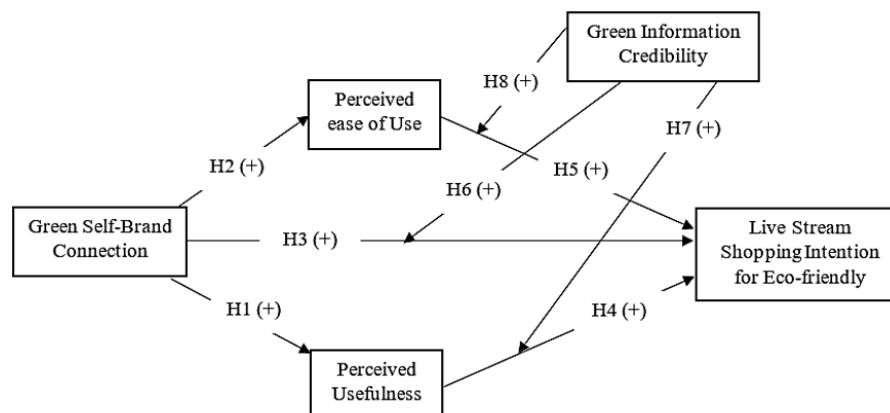 Green Information
Credibility
H8 (+)
Perceived
ease of Use
H7 (+)
H2 (+)
H6 (+)
H5 (+)
Green Self-Brand
Connection
H3 (+)
Live Stream
Shopping Intention
for Eco-friendly
H1 (+)
H4 (+)
Perceived
Usefulness